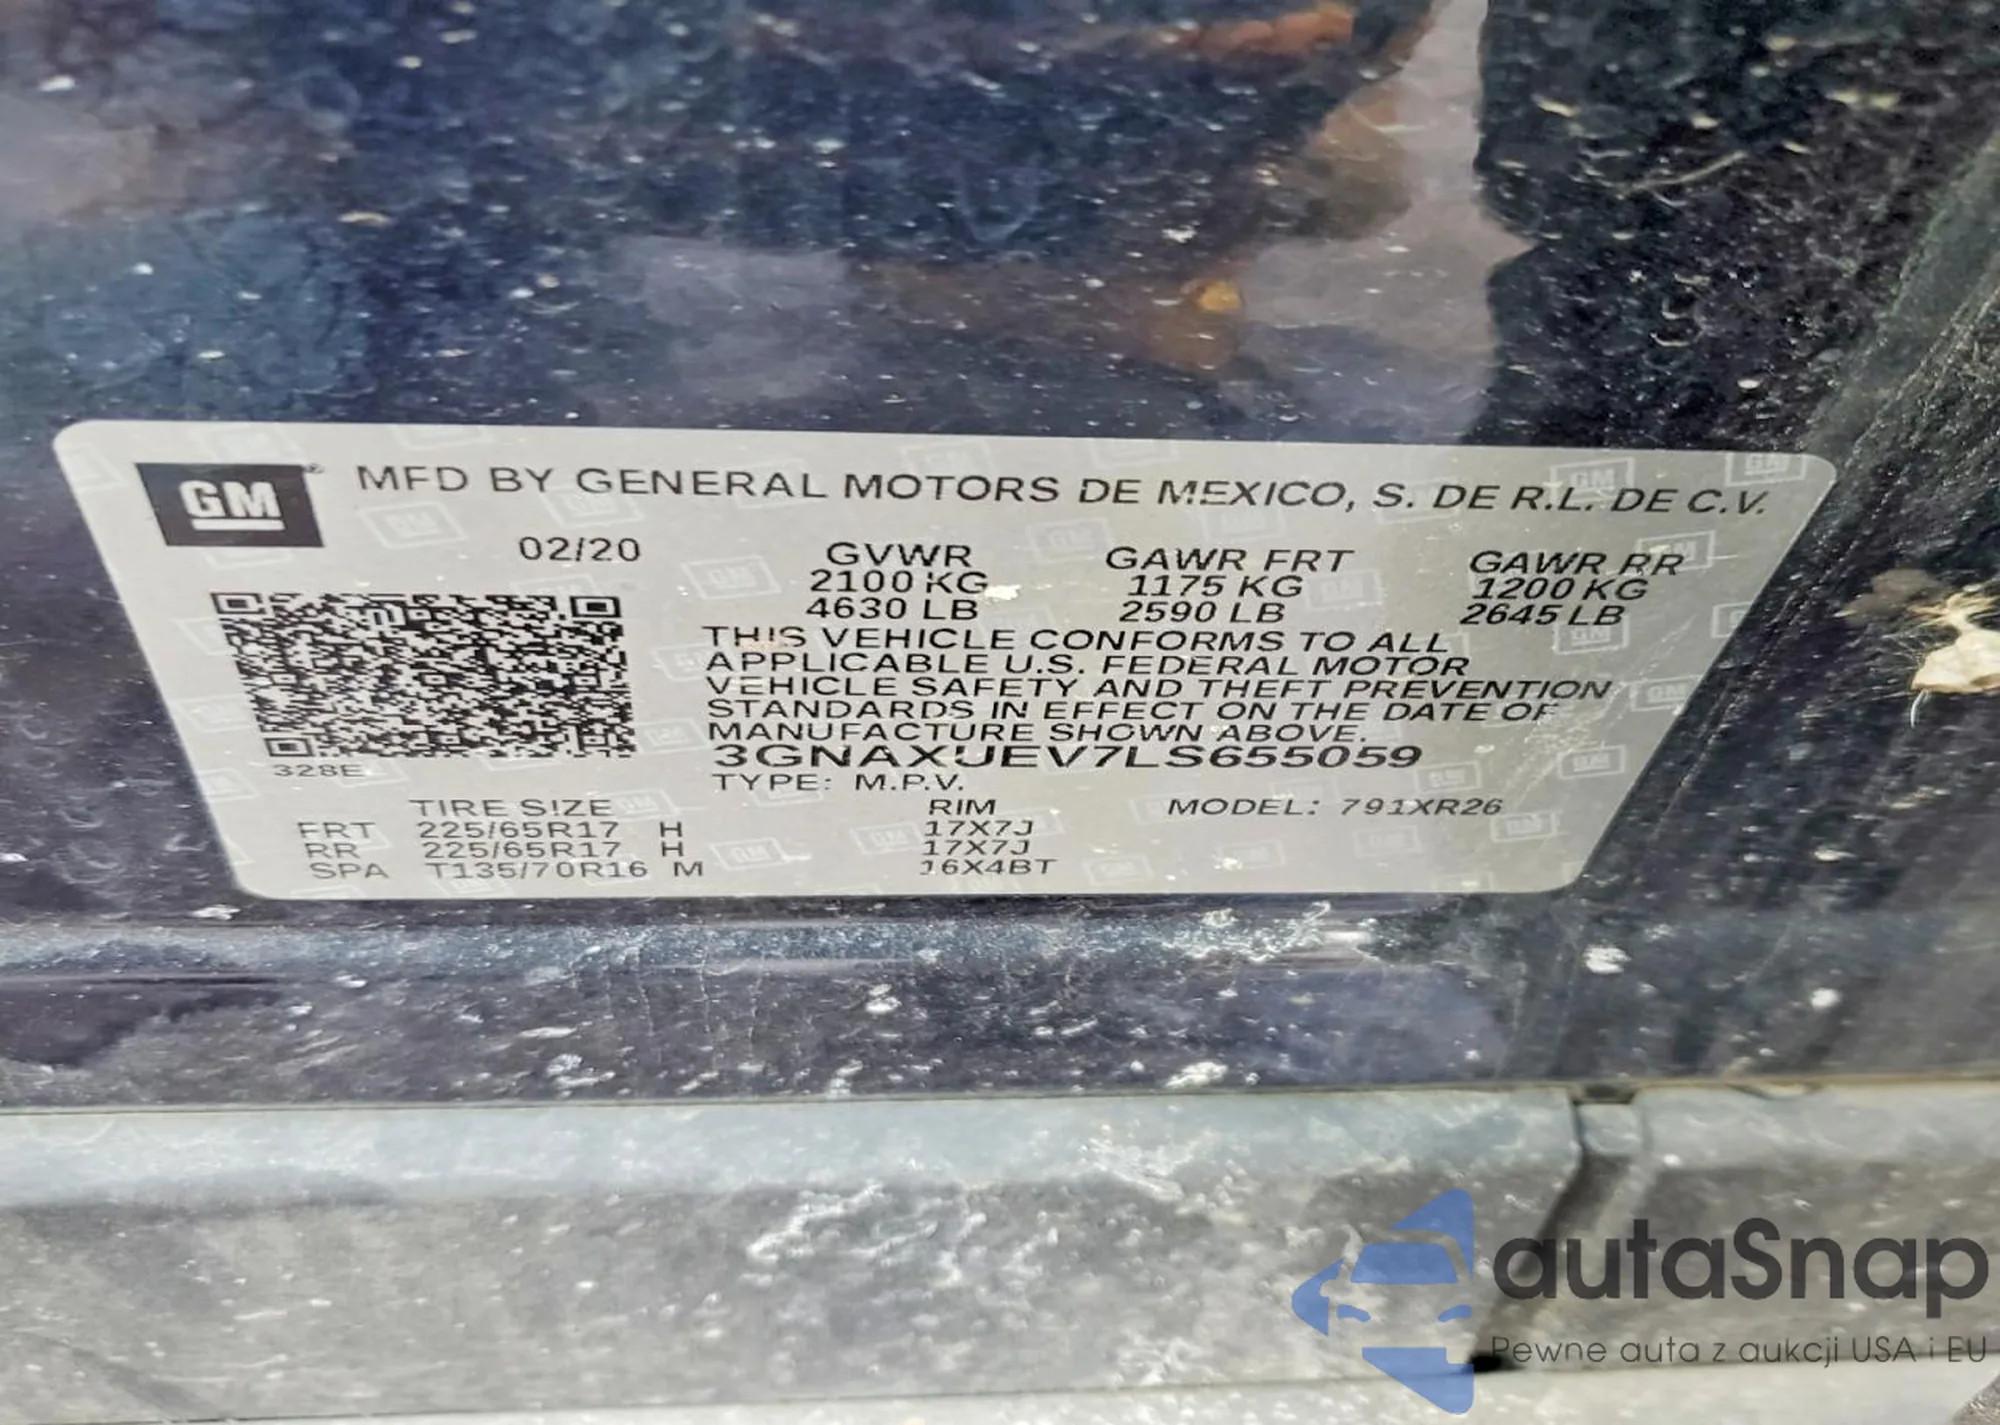 GM® MFD BY GENERAL MOTORS DE MEXICO, S. DE R.L. DE C.V.
02/20 GVWR GAWR FRT GAWR RR
2100 KG 1175 KG 1200 KG
4630 LB 2590 LB 2645 LB
THIS VEHICLE CONFORMS TO ALL
APPLICABLE U.S. FEDERAL MOTOR
VEHICLE SAFETY AND THEFT PREVENTION
STANDARDS IN EFFECT ON THE DATE OF
MANUFACTURE SHOWN ABOVE.
3GNAXUEV7LS655059
328E
TYPE: M.P.V.
TIRE SIZE RIM MODEL: 791XR26
FRT 225/65R17 H 17X7J
RR 225/65R17 H 17X7J
SPA T135/70R16 M 16X4BT
autaSnap
Pewne auta z aukcji USA i EU